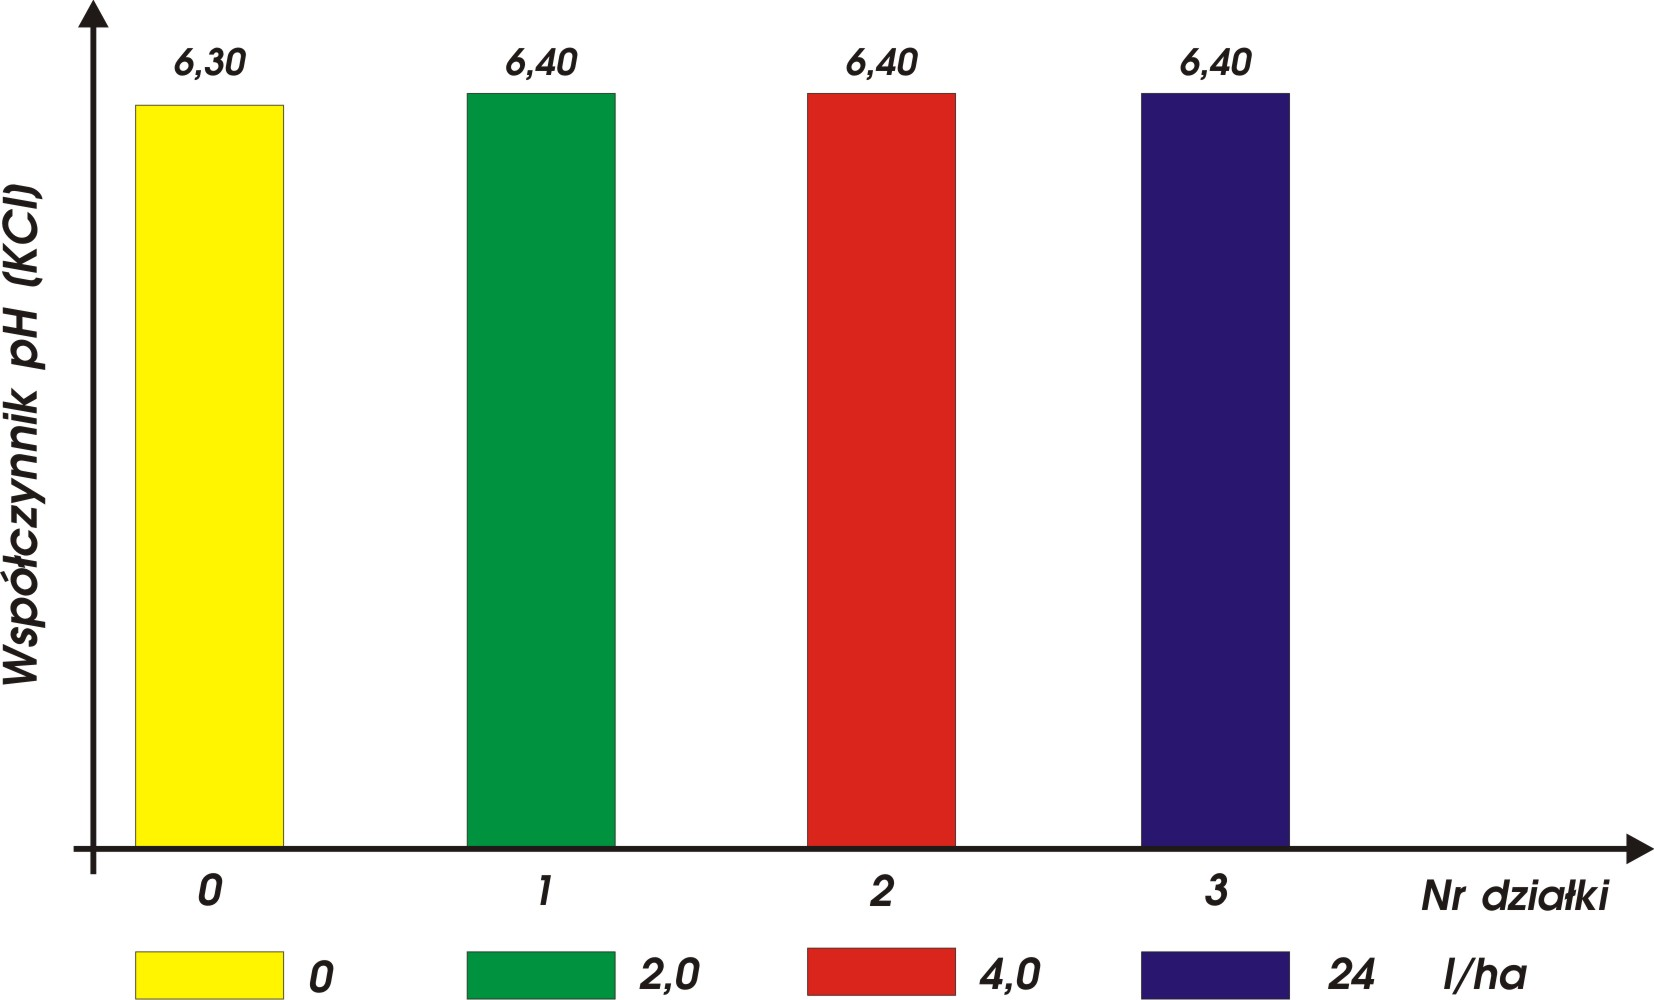 6,30 6,40 6,40 6,40
Współczynnik pH (KCl)
0 1 2 3 Nr działki
0 2,0 4,0 24 l/ha